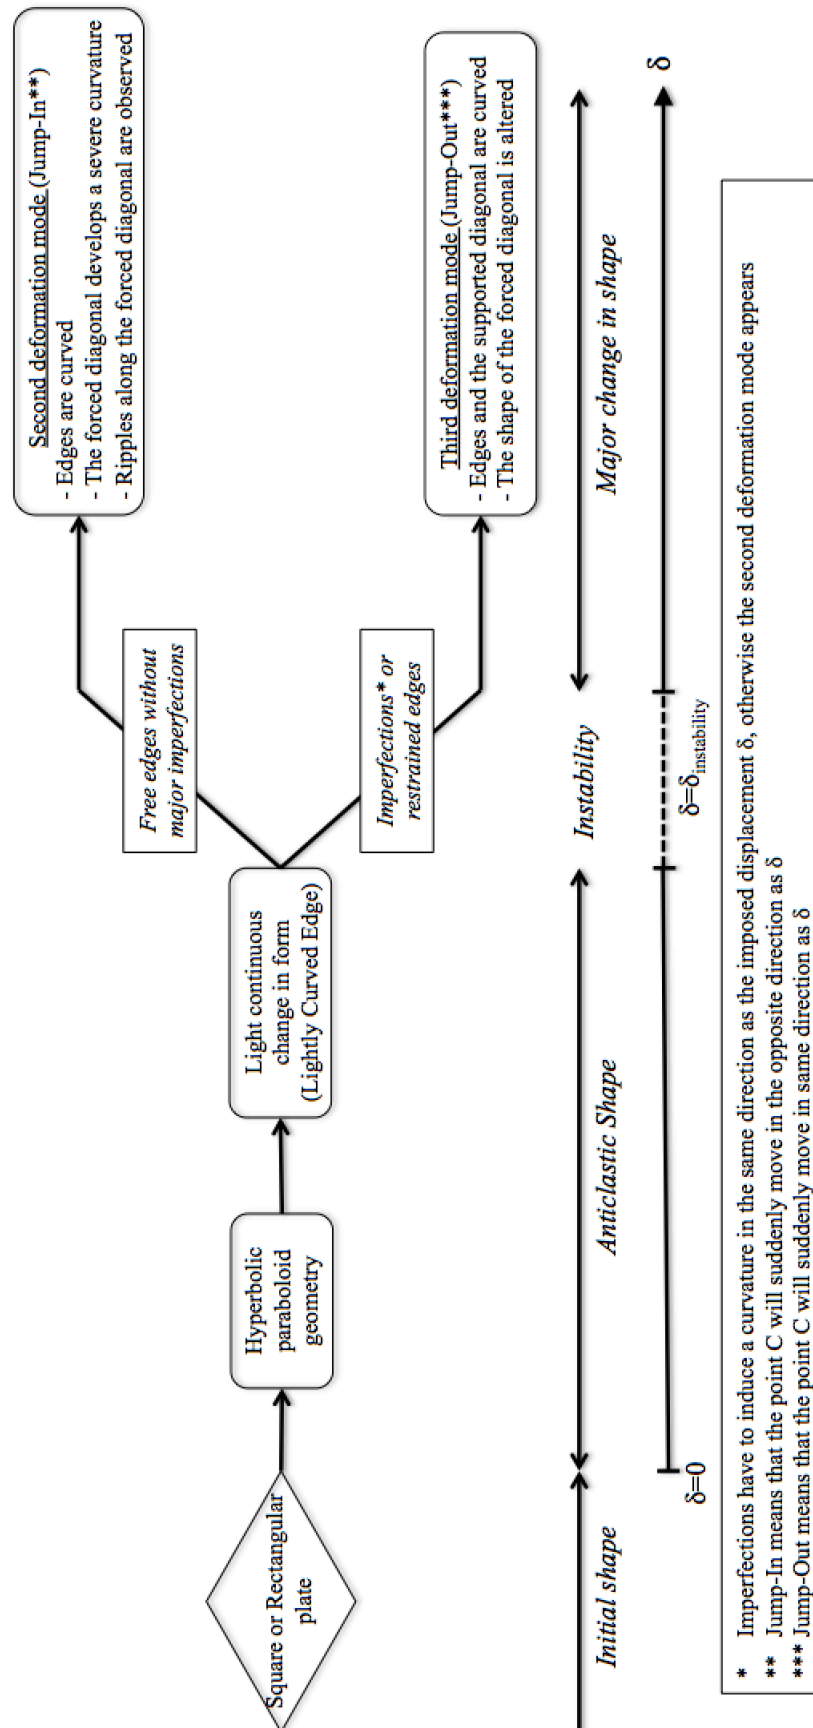 Square or Rectangular
plate
Hyperbolic
paraboloid
geometry
Light continuous
change in form
(Lightly Curved Edge)
Free edges without
major imperfections
Imperfections* or
restrained edges
Second deformation mode (Jump-In**)
- Edges are curved
- The forced diagonal develops a severe curvature
- Ripples along the forced diagonal are observed
Third deformation mode (Jump-Out***)
- Edges and the supported diagonal are curved
- The shape of the forced diagonal is altered
Initial shape
Anticlastic Shape
Instability
Major change in shape
δ=0
δ=δinstability
δ
* Imperfections have to induce a curvature in the same direction as the imposed displacement δ, otherwise the second deformation mode appears
** Jump-In means that the point C will suddenly move in the opposite direction as δ
*** Jump-Out means that the point C will suddenly move in same direction as δ